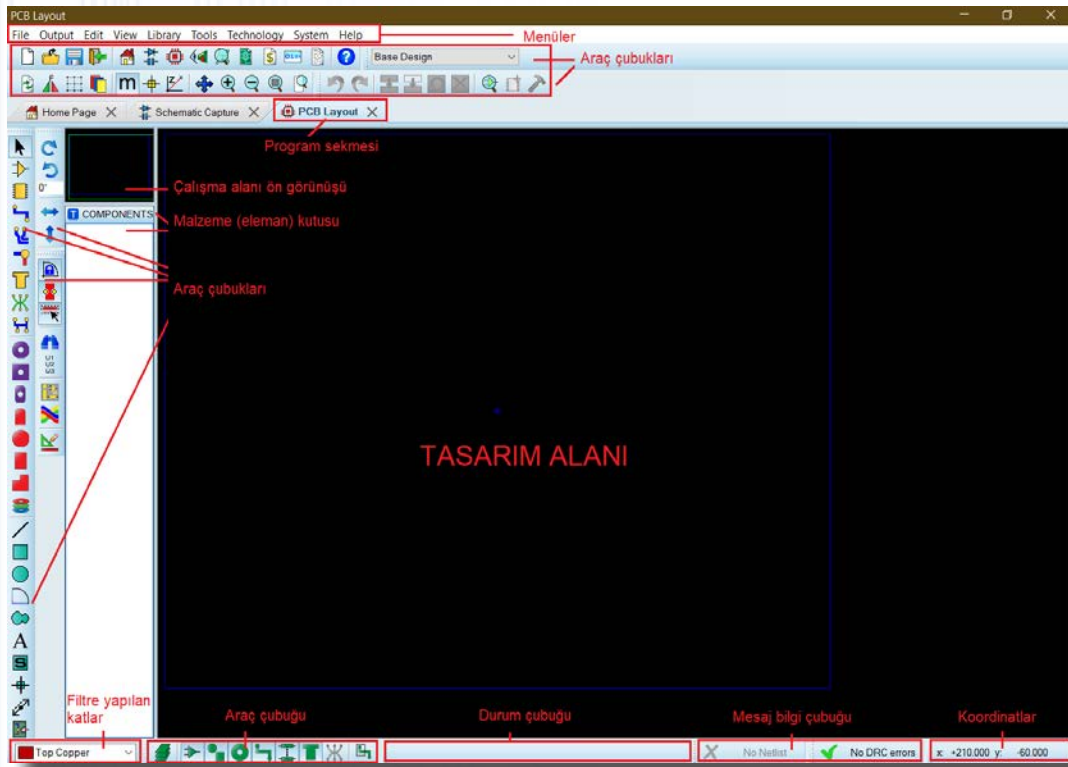 PCB Layout
File Output Edit View Library Tools Technology System Help
Menüler
Base Design
Araç çubukları
Home Page
Schematic Capture
PCB Layout
Program sekmesi
0°
Çalışma alanı ön görünüşü
COMPONENTS
Malzeme (eleman) kutusu
Araç çubukları
TASARIM ALANI
Filtre yapılan
katlar
Araç çubuğu
Durum çubuğu
Mesaj bilgi çubuğu
Koordinatlar
Top Copper
No Netlist
No DRC errors
x: +210.000 y: -60.000